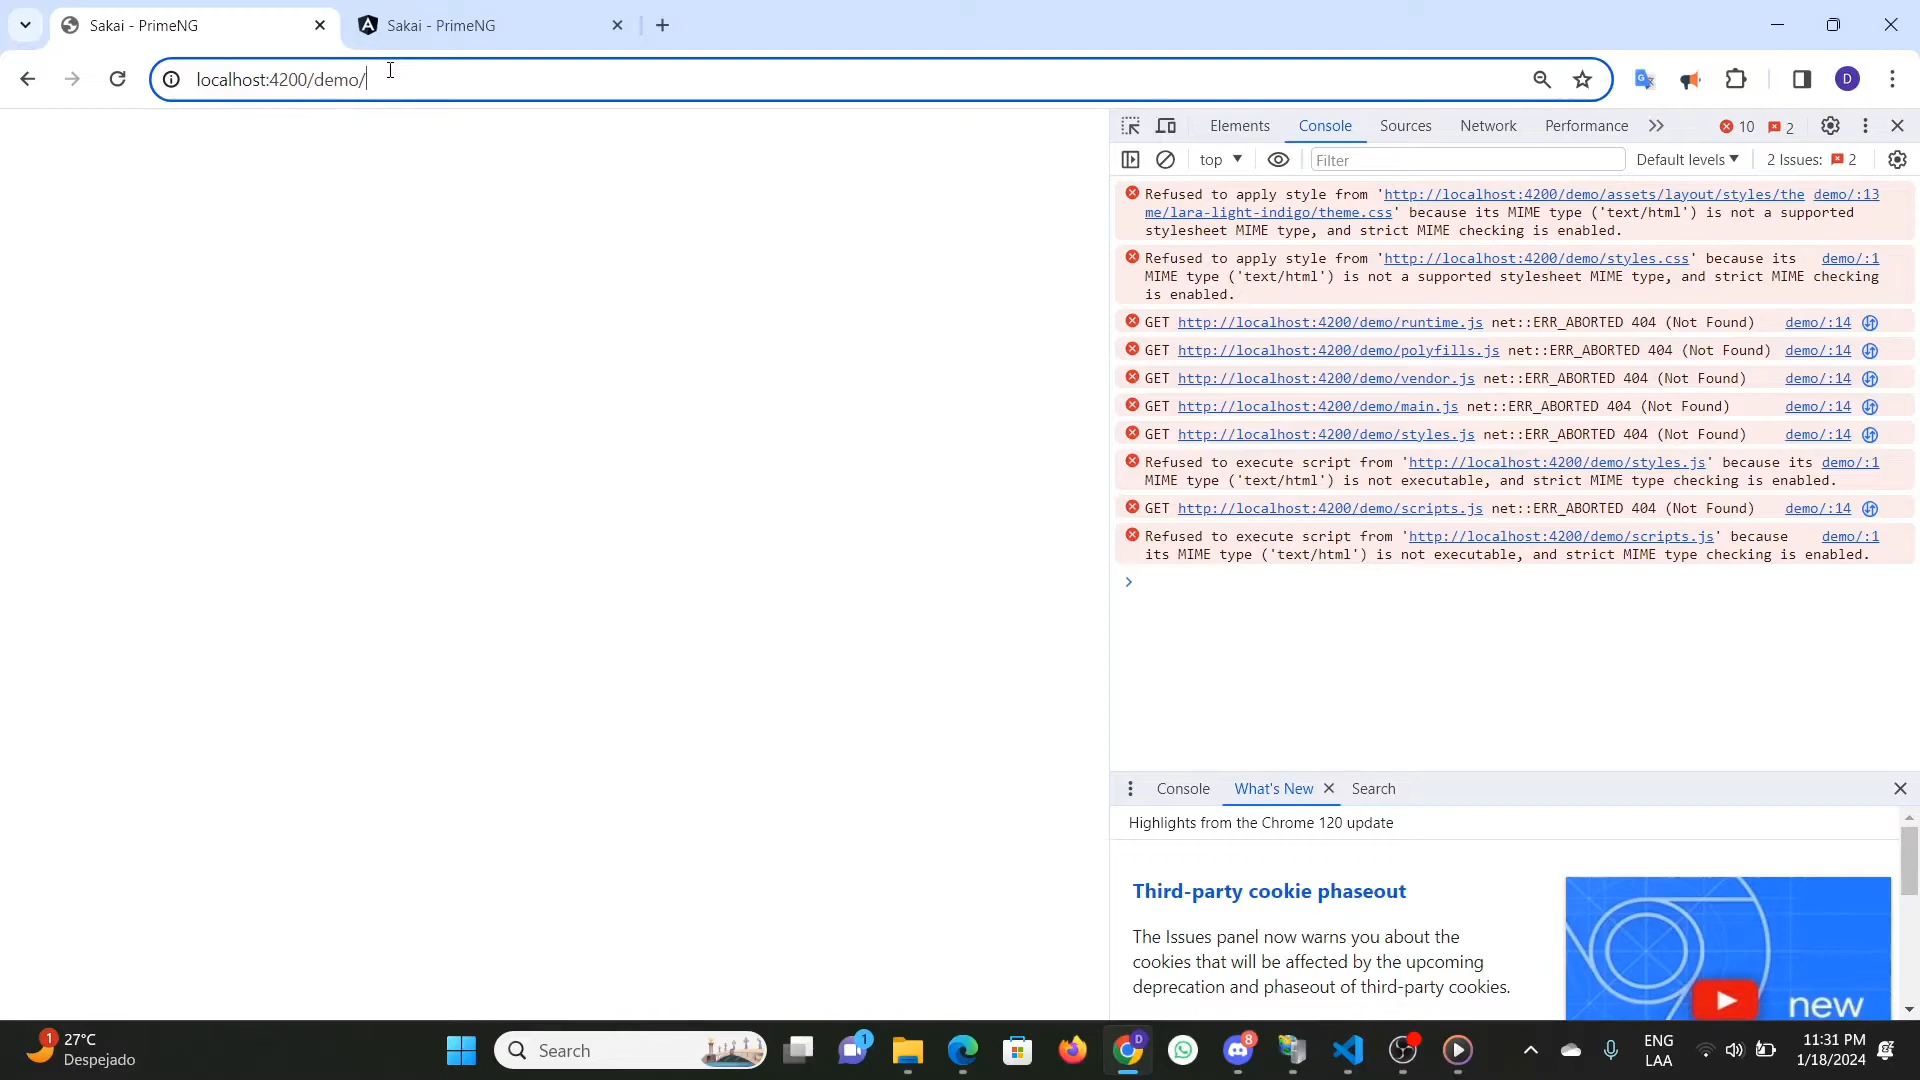 Sakai - PrimeNG
Sakai - PrimeNG
localhost:4200/demo/
D
Elements
Console
Sources
Network
Performance
10
2
top
Filter
Default levels
2 Issues:
2
Refused to apply style from 'http://localhost:4200/demo/assets/layout/styles/the demo/:13
me/lara-light-indigo/theme.css' because its MIME type ('text/html') is not a supported
stylesheet MIME type, and strict MIME checking is enabled.
Refused to apply style from 'http://localhost:4200/demo/styles.css' because its demo/:1
MIME type ('text/html') is not a supported stylesheet MIME type, and strict MIME checking
is enabled.
GET http://localhost:4200/demo/runtime.js net::ERR_ABORTED 404 (Not Found) demo/:14
GET http://localhost:4200/demo/polyfills.js net::ERR_ABORTED 404 (Not Found) demo/:14
GET http://localhost:4200/demo/vendor.js net::ERR_ABORTED 404 (Not Found) demo/:14
GET http://localhost:4200/demo/main.js net::ERR_ABORTED 404 (Not Found) demo/:14
GET http://localhost:4200/demo/styles.js net::ERR_ABORTED 404 (Not Found) demo/:14
Refused to execute script from 'http://localhost:4200/demo/styles.js' because its demo/:1
MIME type ('text/html') is not executable, and strict MIME type checking is enabled.
GET http://localhost:4200/demo/scripts.js net::ERR_ABORTED 404 (Not Found) demo/:14
Refused to execute script from 'http://localhost:4200/demo/scripts.js' because demo/:1
its MIME type ('text/html') is not executable, and strict MIME type checking is enabled.
Console
What's New
Search
Highlights from the Chrome 120 update
Third-party cookie phaseout
The Issues panel now warns you about the
cookies that will be affected by the upcoming
deprecation and phaseout of third-party cookies.
new
1
27°C
Despejado
Search
1
D
8
ENG
LAA
11:31 PM
1/18/2024